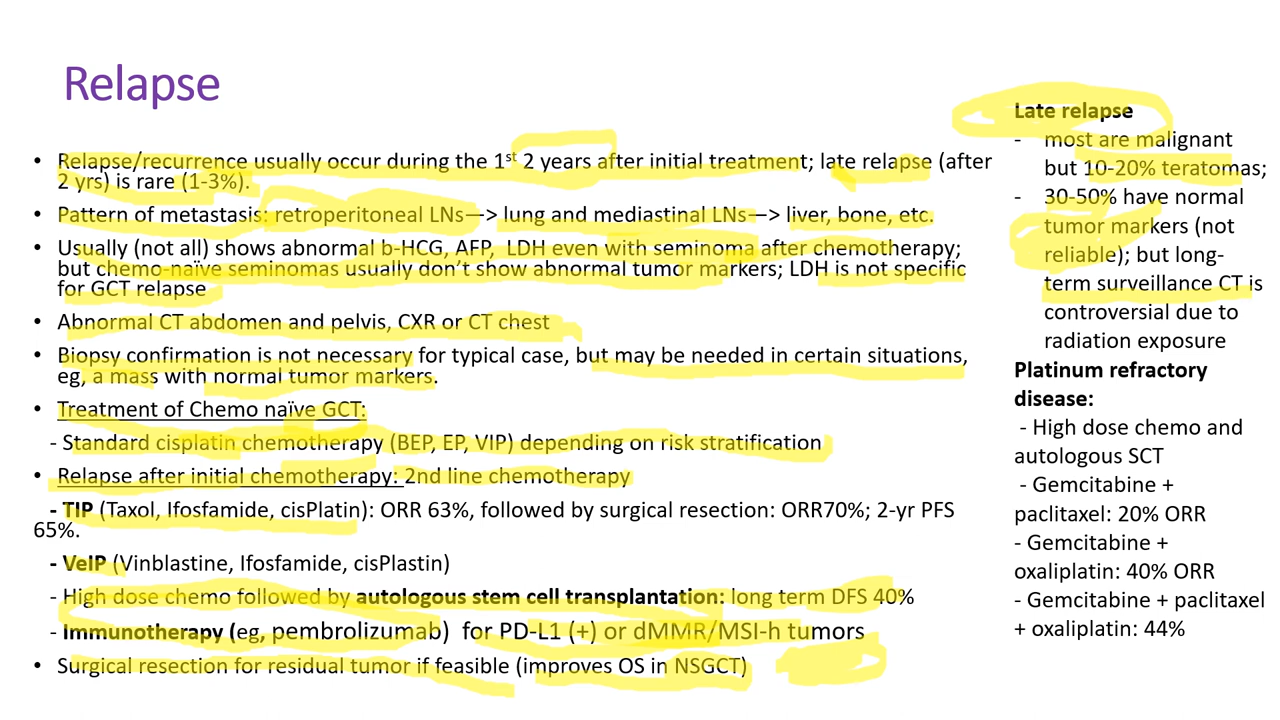 Relapse
• Relapse/recurrence usually occur during the 1st 2 years after initial treatment; late relapse (after
2 yrs) is rare (1-3%).
• Pattern of metastasis: retroperitoneal LNs—> lung and mediastinal LNs—> liver, bone, etc.
• Usually (not all) shows abnormal b-HCG, AFP,  LDH even with seminoma after chemotherapy;
but chemo-naïve seminomas usually don't show abnormal tumor markers; LDH is not specific
for GCT relapse
• Abnormal CT abdomen and pelvis, CXR or CT chest
• Biopsy confirmation is not necessary for typical case, but may be needed in certain situations,
eg, a mass with normal tumor markers.
• Treatment of Chemo naïve GCT:
- Standard cisplatin chemotherapy (BEP, EP, VIP) depending on risk stratification
• Relapse after initial chemotherapy: 2nd line chemotherapy
- TIP (Taxol, Ifosfamide, cisPlatin): ORR 63%, followed by surgical resection: ORR70%; 2-yr PFS
65%.
- VeIP (Vinblastine, Ifosfamide, cisPlastin)
- High dose chemo followed by autologous stem cell transplantation: long term DFS 40%
- Immunotherapy (eg, pembrolizumab)  for PD-L1 (+) or dMMR/MSI-h tumors
• Surgical resection for residual tumor if feasible (improves OS in NSGCT)
Late relapse
- most are malignant
but 10-20% teratomas;
- 30-50% have normal
tumor markers (not
reliable); but long-
term surveillance CT is
controversial due to
radiation exposure
Platinum refractory
disease:
- High dose chemo and
autologous SCT
- Gemcitabine +
paclitaxel: 20% ORR
- Gemcitabine +
oxaliplatin: 40% ORR
- Gemcitabine + paclitaxel
+ oxaliplatin: 44%